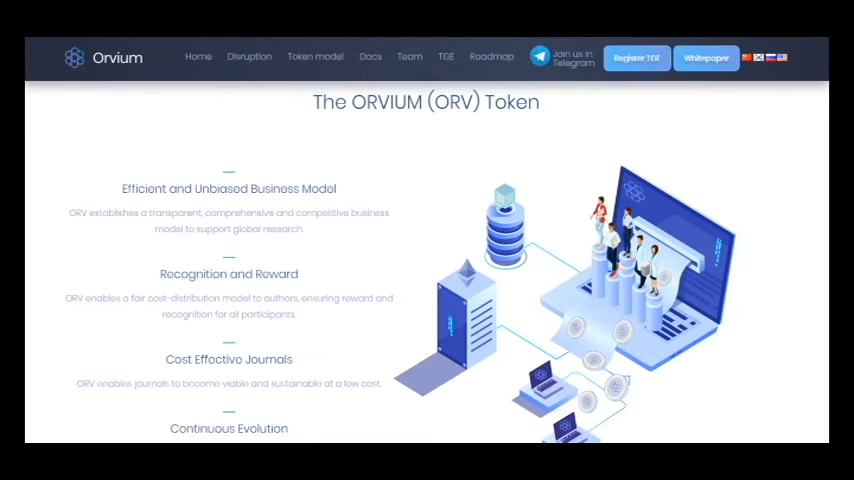 Orvium
Home Disruption Token model Docs Team TGE Roadmap
Join us in
Telegram
Register TGE Whitepaper
The ORVIUM (ORV) Token
Efficient and Unbiased Business Model
ORV establishes a transparent, comprehensive and competitive business
model to support global research.
Recognition and Reward
ORV enables a fair cost-distribution model to authors, ensuring reward and
recognition for all participants.
Cost Effective Journals
ORV enables journals to become viable and sustainable at a low cost.
Continuous Evolution